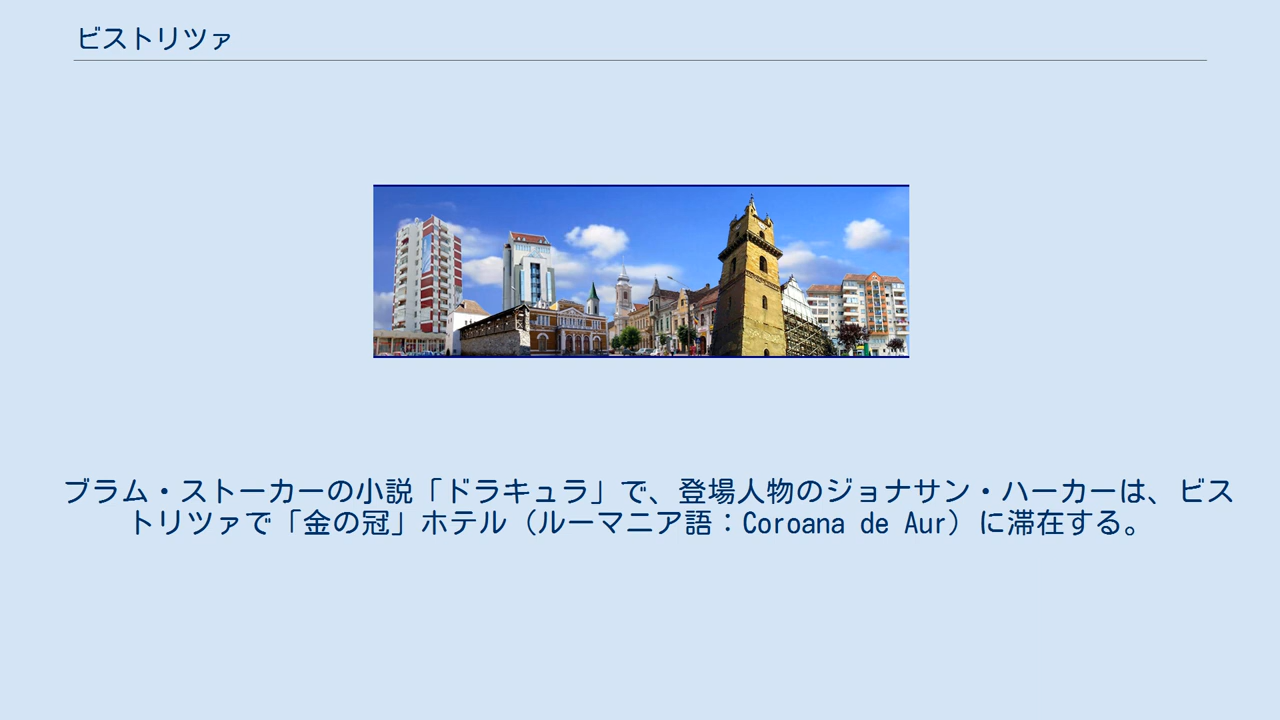 ビストリツァ
ブラム・ストーカーの小説「ドラキュラ」で、登場人物のジョナサン・ハーカーは、ビス
トリツァで「金の冠」ホテル（ルーマニア語：Coroana de Aur）に滞在する。